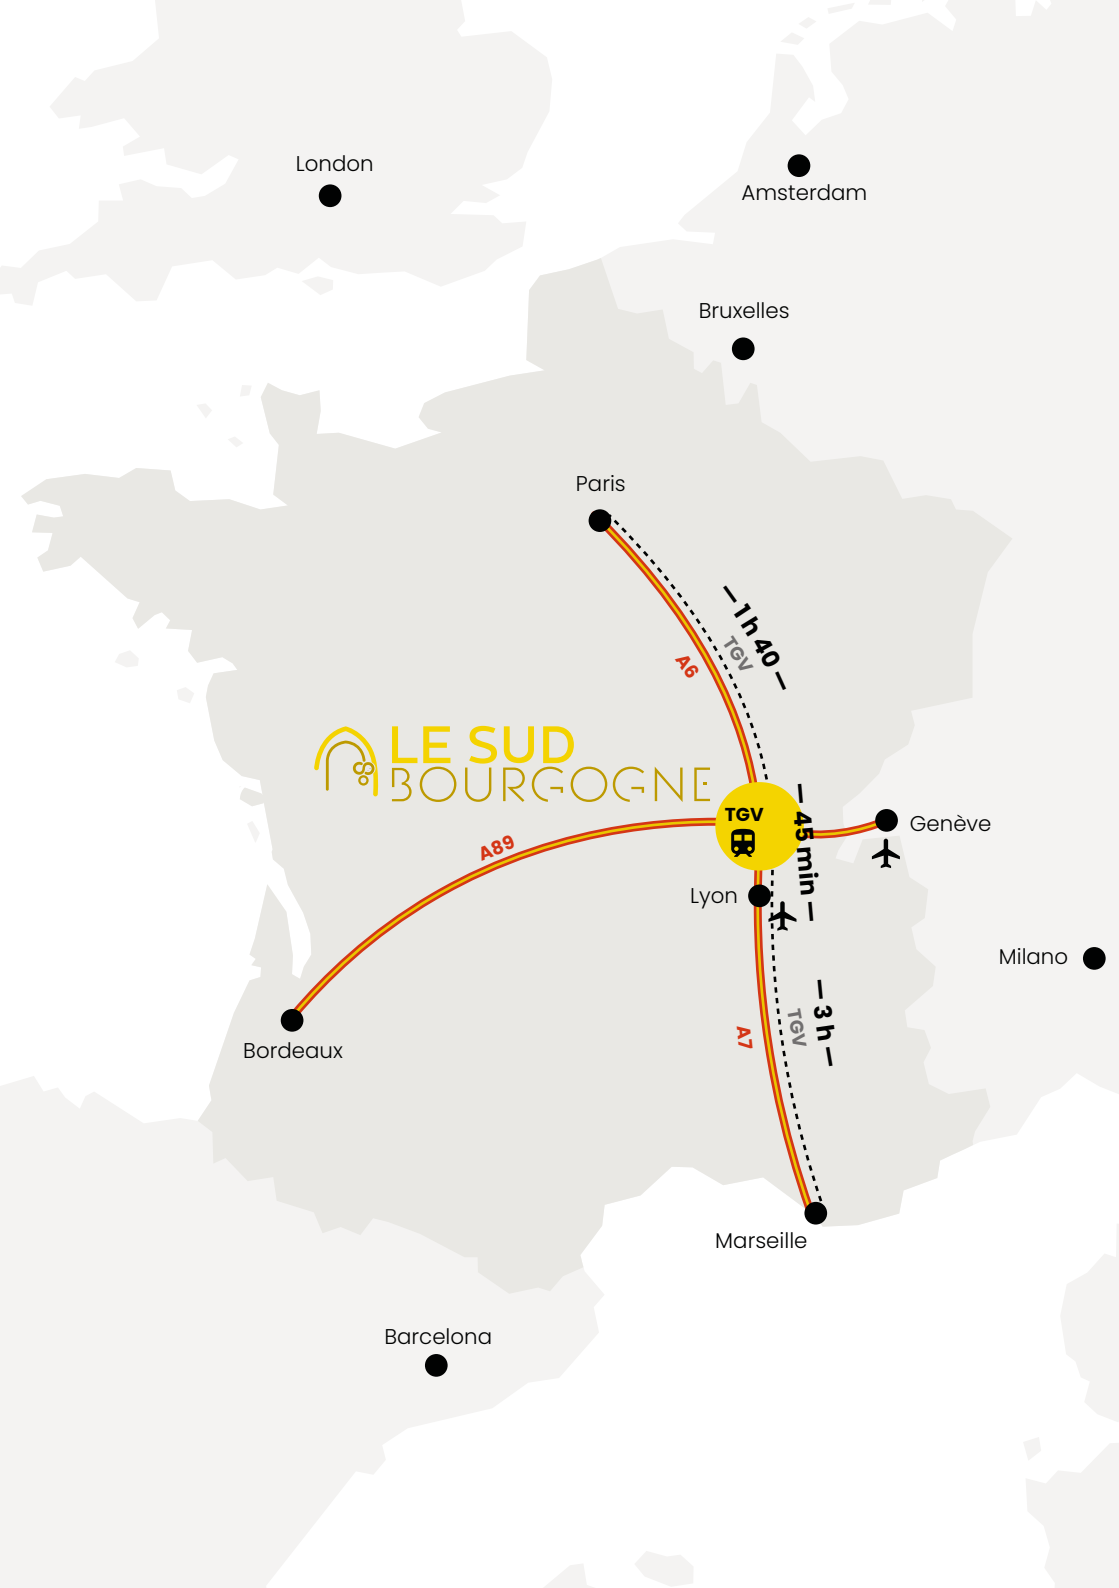 London
Amsterdam
Bruxelles
Paris
— 1 h 40 —
TGV
A6
LE SUD
BOURGOGNE
TGV
— 45 min —
Genève
A89
Lyon
Milano
— 3 h —
TGV
A7
Bordeaux
Marseille
Barcelona